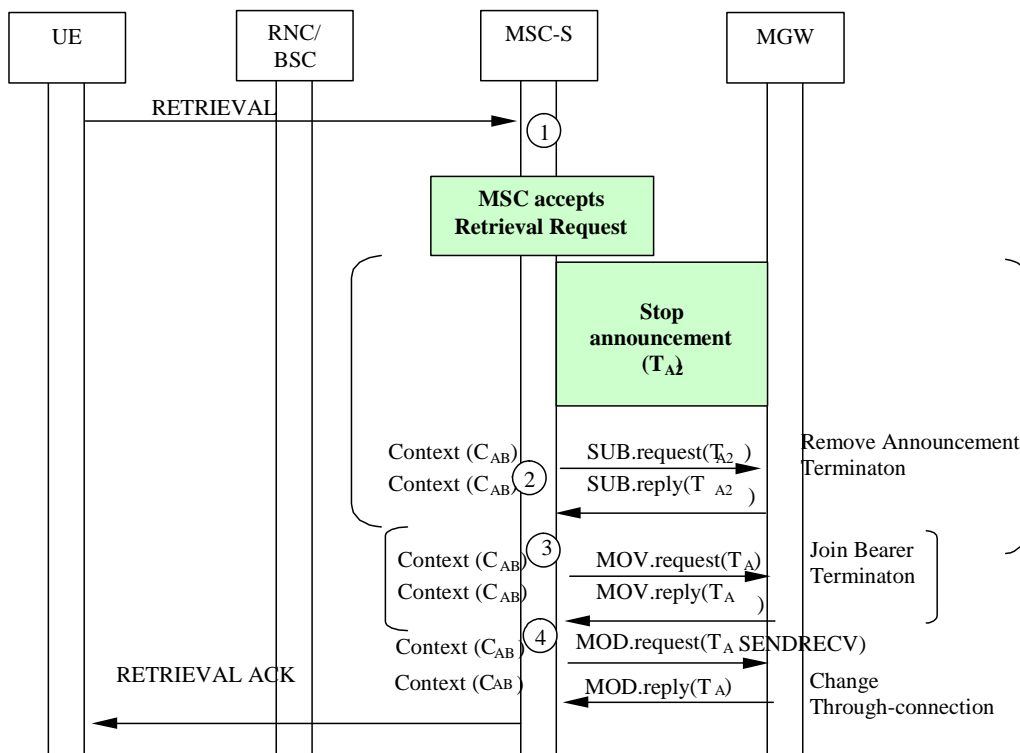 UE
RNC/
BSC
MSC-S
MGW
RETRIEVAL
1
MSC accepts
Retrieval Request
Stop
announcement
(TA2)
Context (CAB)
SUB.request(TA2)
Remove Announcement
Terminaton
2
Context (CAB)
SUB.reply(TA2)
3
Context (CAB)
MOV.request(TA)
Join Bearer
Terminaton
Context (CAB)
MOV.reply(TA)
4
Context (CAB)
MOD.request(TA SENDRECV)
RETRIEVAL ACK
Context (CAB)
MOD.reply(TA)
Change
Through-connection